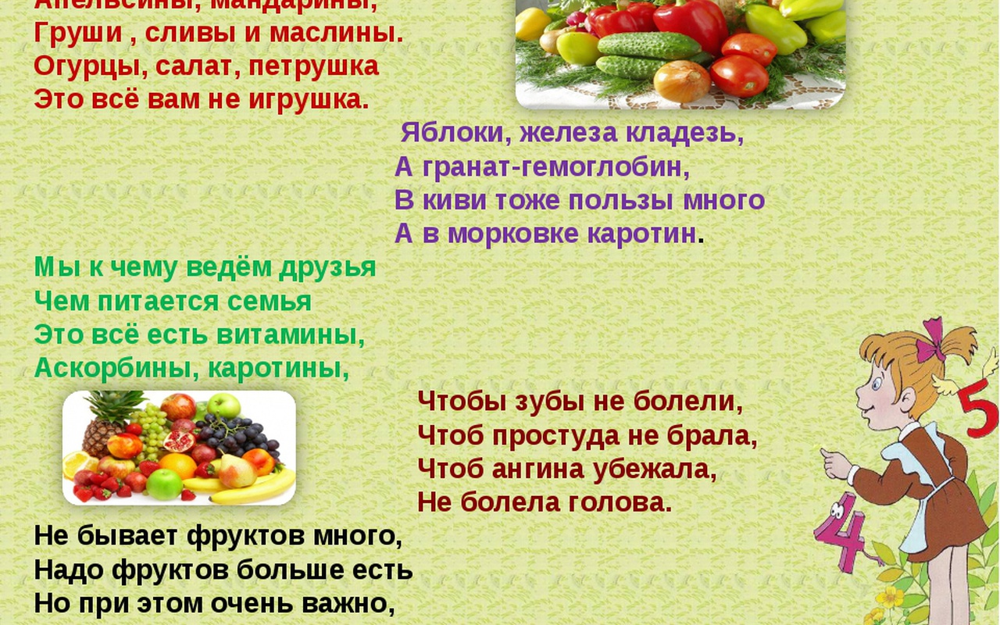 Апельсины, мандарины,
Груши , сливы и маслины.
Огурцы, салат, петрушка
Это всё вам не игрушка.
Яблоки, железа кладезь,
А гранат-гемоглобин,
В киви тоже пользы много
А в морковке каротин.
Мы к чему ведём друзья
Чем питается семья
Это всё есть витамины,
Аскорбины, каротины,
Чтобы зубы не болели,
Чтоб простуда не брала,
Чтоб ангина убежала,
Не болела голова.
5
4
Не бывает фруктов много,
Надо фруктов больше есть
Но при этом очень важно,